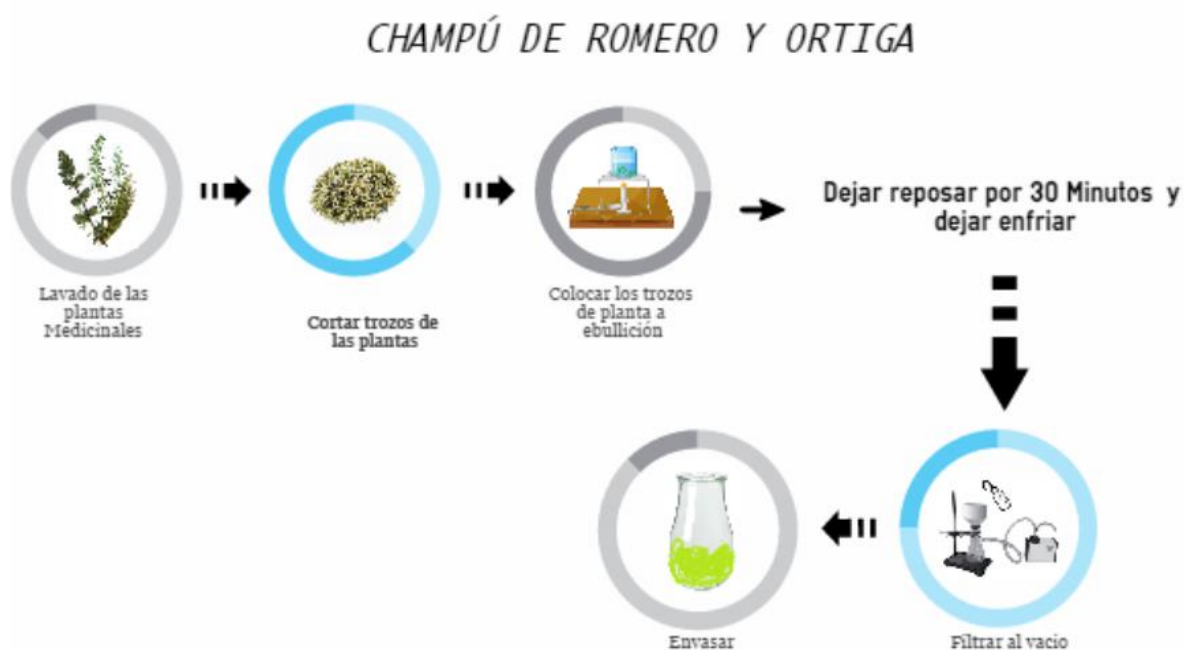 CHAMPÚ DE ROMERO Y ORTIGA
Lavado de las
plantas
Medicinales
Cortar trozos de
las plantas
Colocar los trozos
de planta a
ebullición
Dejar reposar por 30 Minutos y
dejar enfriar
Filtrar al vacio
Envasar